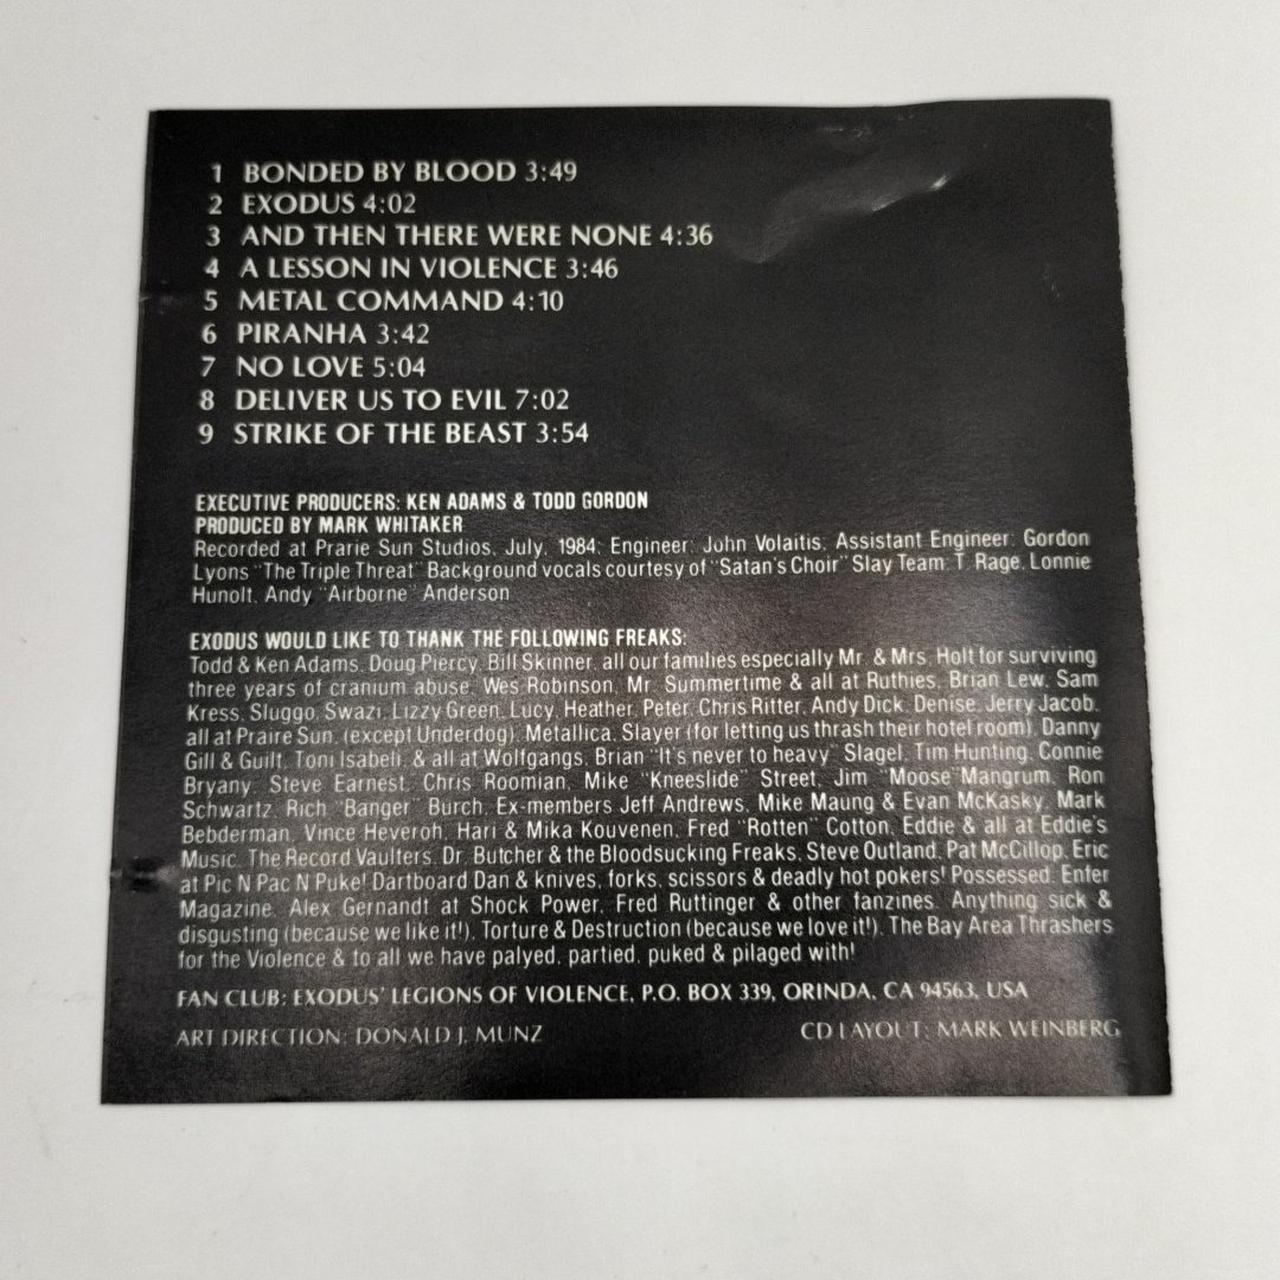 1 BONDED BY BLOOD 3:49
2 EXODUS 4:02
3 AND THEN THERE WERE NONE 4:36
4 A LESSON IN VIOLENCE 3:46
5 METAL COMMAND 4:10
6 PIRANHA 3:42
7 NO LOVE 5:04
8 DELIVER US TO EVIL 7:02
9 STRIKE OF THE BEAST 3:54
EXECUTIVE PRODUCERS: KEN ADAMS & TODD GORDON
PRODUCED BY MARK WHITAKER
Recorded at Prarie Sun Studios, July, 1984; Engineer: John Volaitis, Assistant Engineer: Gordon
Lyons "The Triple Threat" Background vocals courtesy of "Satan's Choir" Slay Team: T. Rage, Lonnie
Hunolt, Andy "Airborne" Anderson
EXODUS WOULD LIKE TO THANK THE FOLLOWING FREAKS:
Todd & Ken Adams, Doug Piercy, Bill Skinner, all our families especially Mr. & Mrs. Holt for surviving
three years of cranium abuse, Wes Robinson, Mr. Summertime & all at Ruthies, Brian Lew, Sam
Kress, Sluggo, Swazi, Lizzy Green, Lucy, Heather, Peter, Chris Ritter, Andy Dick, Denise, Jerry Jacob,
all at Praire Sun, (except Underdog), Metallica, Slayer (for letting us thrash their hotel room), Danny
Gill & Guilt, Toni Isabeli, & all at Wolfgangs, Brian "It's never to heavy" Slagel, Tim Hunting, Connie
Bryany, Steve Earnest, Chris Roomian, Mike "Kneeslide" Street, Jim "Moose" Mangrum, Ron
Schwartz, Rich "Banger" Burch, Ex-members Jeff Andrews, Mike Maung & Evan McKasky, Mark
Bebderman, Vince Heveroh, Hari & Mika Kouvenen, Fred "Rotten" Cotton, Eddie & all at Eddie's
Music, The Record Vaulters, Dr. Butcher & the Bloodsucking Freaks, Steve Outland, Pat McCillop, Eric
at Pic N Pac N Puke! Dartboard Dan & knives, forks, scissors & deadly hot pokers! Possessed, Enfer
Magazine, Alex Gernandt at Shock Power, Fred Ruttinger & other fanzines. Anything sick &
disgusting (because we like it!), Torture & Destruction (because we love it!), The Bay Area Thrashers
for the Violence & to all we have palyed, partied, puked & pilaged with!
FAN CLUB: EXODUS' LEGIONS OF VIOLENCE, P.O. BOX 339, ORINDA, CA 94563, USA
ART DIRECTION: DONALD J. MUNZ
CD LAYOUT: MARK WEINBERG